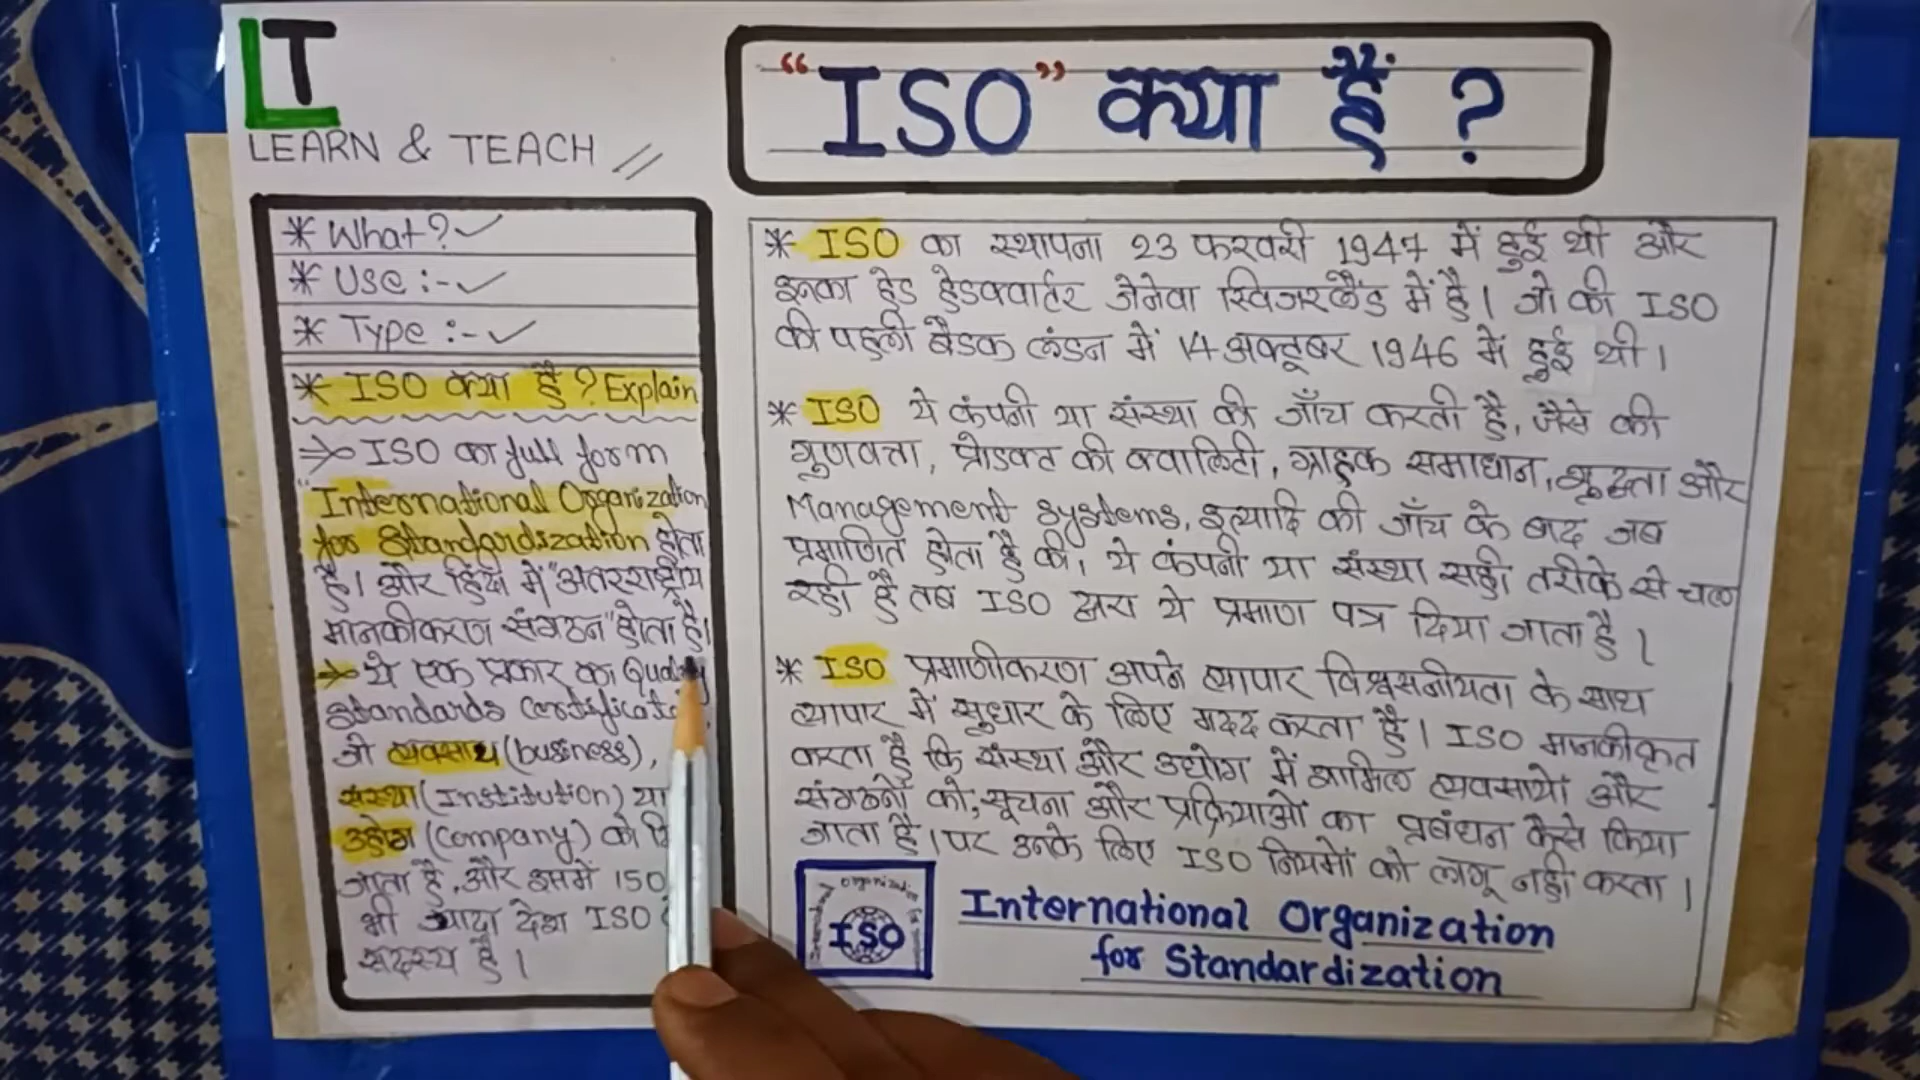 LT
LEARN & TEACH
"ISO" क्या हैं ?
* What? ✓
* Use :- ✓
* Type :- ✓
* ISO क्या है ? Explain
⇒ ISO का full form
"International Organization
for Standardization होता
है। और हिंदी में "अंतरराष्ट्रीय
मानकीकरण संगठन" होता है।
→ ये एक प्रकार का Quality
Standards Certificate
जो व्यवसाय (business),
संस्था (Institution) या
उद्योग (Company) को
जाता है, और इसमें 150
भी ज्यादा देश ISO
सदस्य है।
* ISO का स्थापना 23 फरवरी 1947 में हुई थी और
इनका हेड हेडक्वार्टर जेनेवा स्विजरलैंड में है। जो की ISO
की पहली बैठक लंडन में 14 अक्टूबर 1946 में हुई थी।
* ISO ये कंपनी या संस्था की जाँच करती है, जैसे की
गुणवत्ता, प्रोडक्ट की क्वालिटी, ग्राहक समाधान, शुद्धता और
Management systems, इत्यादि की जाँच के बाद जब
प्रमाणित होता है की, ये कंपनी या संस्था सही तरीके से चल
रही है तब ISO द्वारा ये प्रमाण पत्र दिया जाता है।
* ISO प्रमाणीकरण अपने व्यापार विश्वसनीयता के साथ
व्यापार में सुधार के लिए मदद करता है। ISO मानकीकृत
करता है कि संस्था और उद्योग में शामिल व्यवसायों और
संगठनों को, सूचना और प्रक्रियाओं का प्रबंधन कैसे किया
जाता है। पर उनके लिए ISO नियमों को लागू नहीं करता।
ISO
International Organization
for Standardization